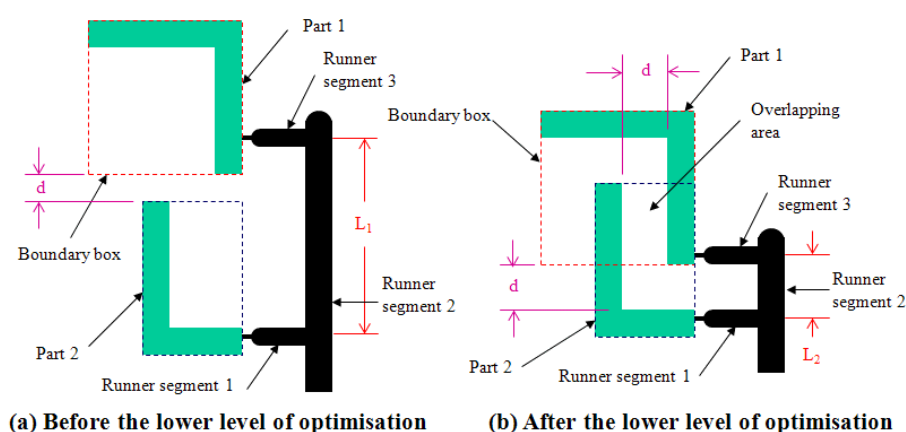 Part 1
Runner
segment 3
d
Boundary box
L1
Runner
segment 2
Part 2
Runner segment 1
(a) Before the lower level of optimisation
d
Part 1
Boundary box
Overlapping
area
Runner
segment 3
d
Runner
segment 2
Part 2
L2
Runner segment 1
(b) After the lower level of optimisation